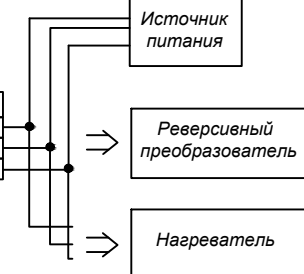 Источник
питания
Реверсивный
преобразователь
Нагреватель